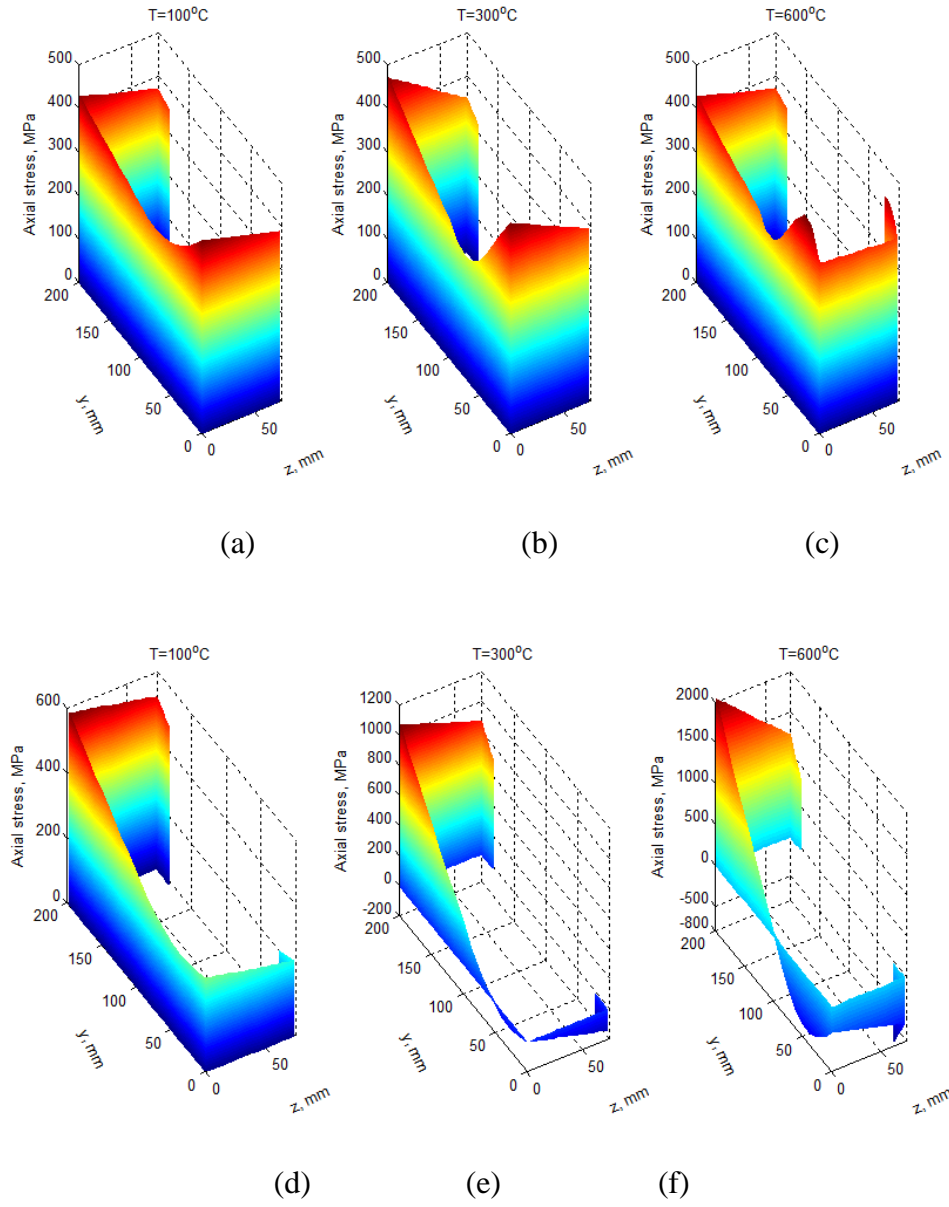 T=100°C
T=300°C
T=600°C
Axial stress, MPa
500
400
300
200
100
0
200
150
100
50
0
y, mm
0
50
z, mm
Axial stress, MPa
500
400
300
200
100
0
200
150
100
50
0
y, mm
0
50
z, mm
Axial stress, MPa
500
400
300
200
100
0
200
150
100
50
0
y, mm
0
50
z, mm
(a)
(b)
(c)
T=100°C
T=300°C
T=600°C
Axial stress, MPa
600
400
200
0
200
150
100
50
0
y, mm
0
50
z, mm
Axial stress, MPa
1200
1000
800
600
400
200
0
-200
200
150
100
50
0
y, mm
0
50
z, mm
Axial stress, MPa
2000
1500
1000
500
0
-500
-800
200
150
100
50
0
y, mm
0
50
z, mm
(d)
(e)
(f)